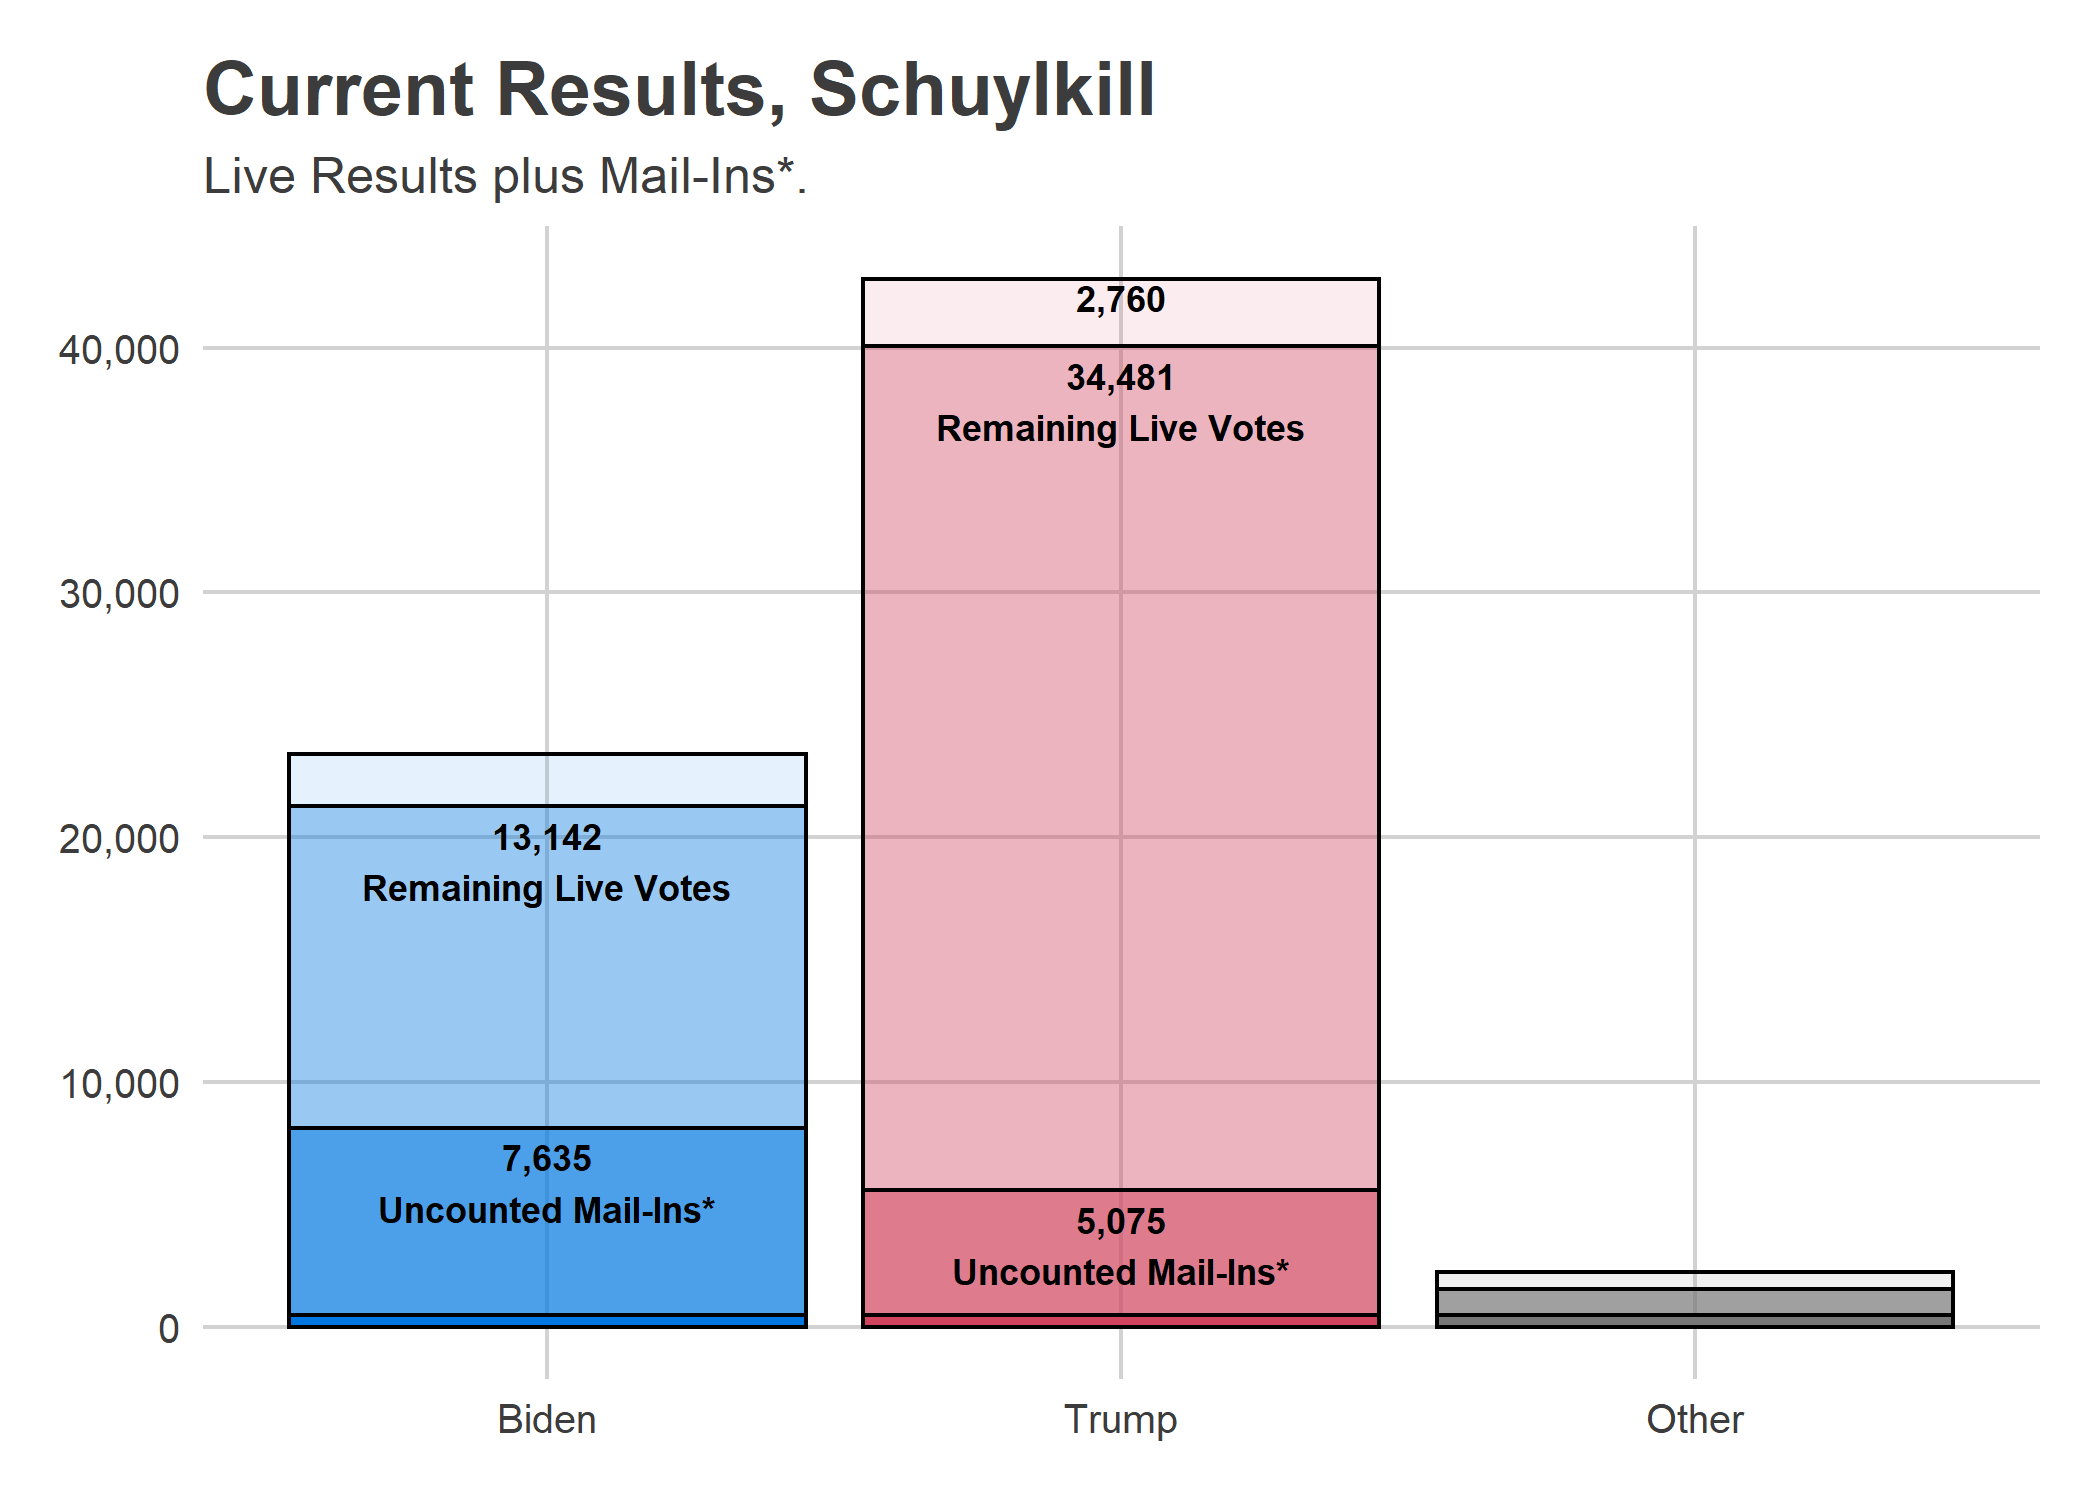 Current Results, Schuylkill
Live Results plus Mail-Ins*.
2,760
40,000
34,481
Remaining Live Votes
30,000
20,000
13,142
Remaining Live Votes
10,000
7,635
Uncounted Mail-Ins*
5,075
Uncounted Mail-Ins*
0
Biden
Trump
Other